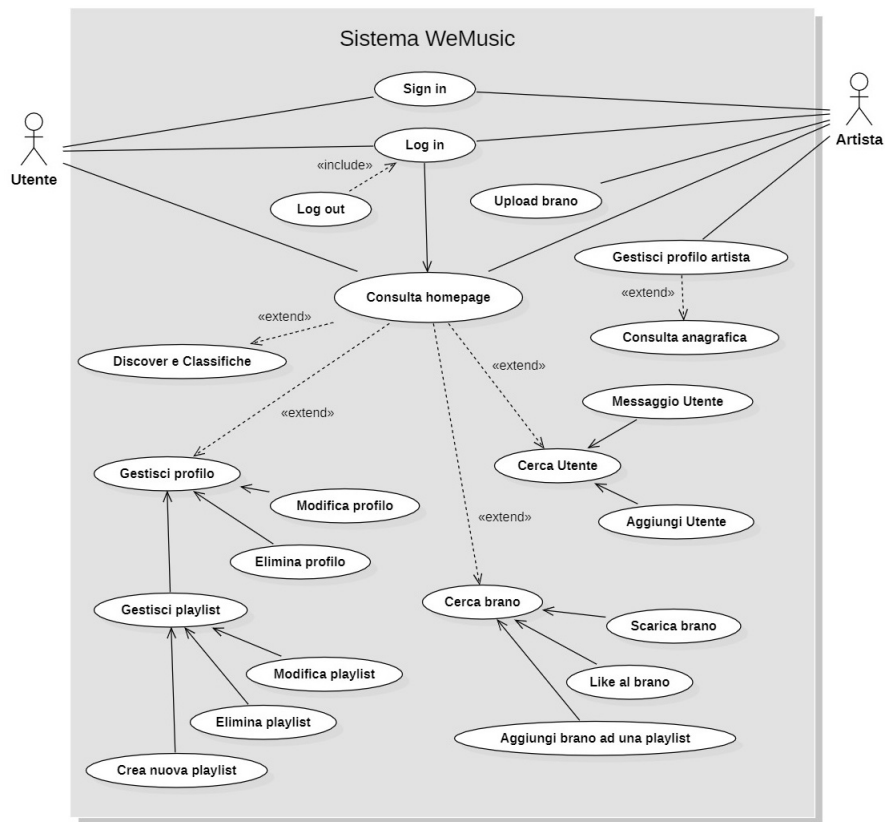 Sistema WeMusic
Sign in
Log in
Utente
Artista
«include»
Log out
Upload brano
Gestisci profilo artista
Consulta homepage
«extend»
«extend»
Consulta anagrafica
Discover e Classifiche
«extend»
Messaggio Utente
«extend»
Cerca Utente
Gestisci profilo
Modifica profilo
«extend»
Aggiungi Utente
Elimina profilo
Cerca brano
Gestisci playlist
Scarica brano
Modifica playlist
Like al brano
Elimina playlist
Aggiungi brano ad una playlist
Crea nuova playlist